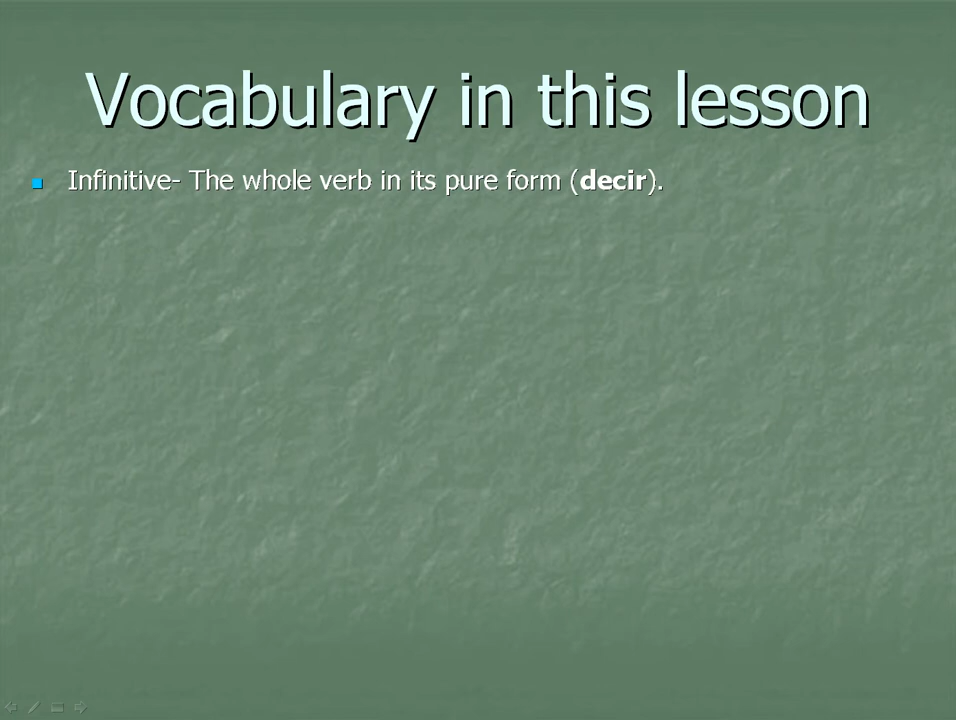 Vocabulary in this lesson
Infinitive- The whole verb in its pure form (decir).